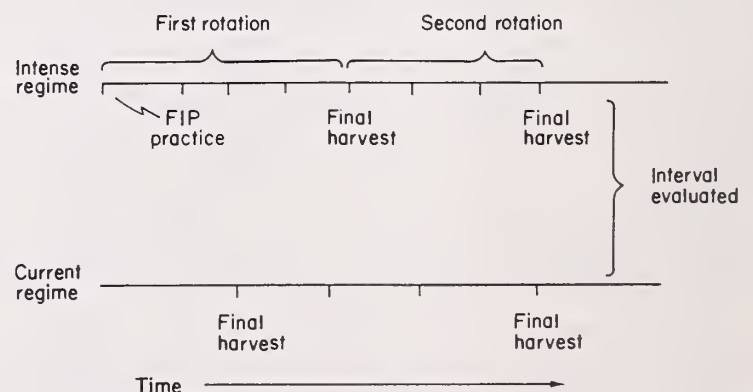 First rotation
Second rotation
Intense
regime
FIP
practice
Final
harvest
Final
harvest
Interval
evaluated
Current
regime
Final
harvest
Final
harvest
Time